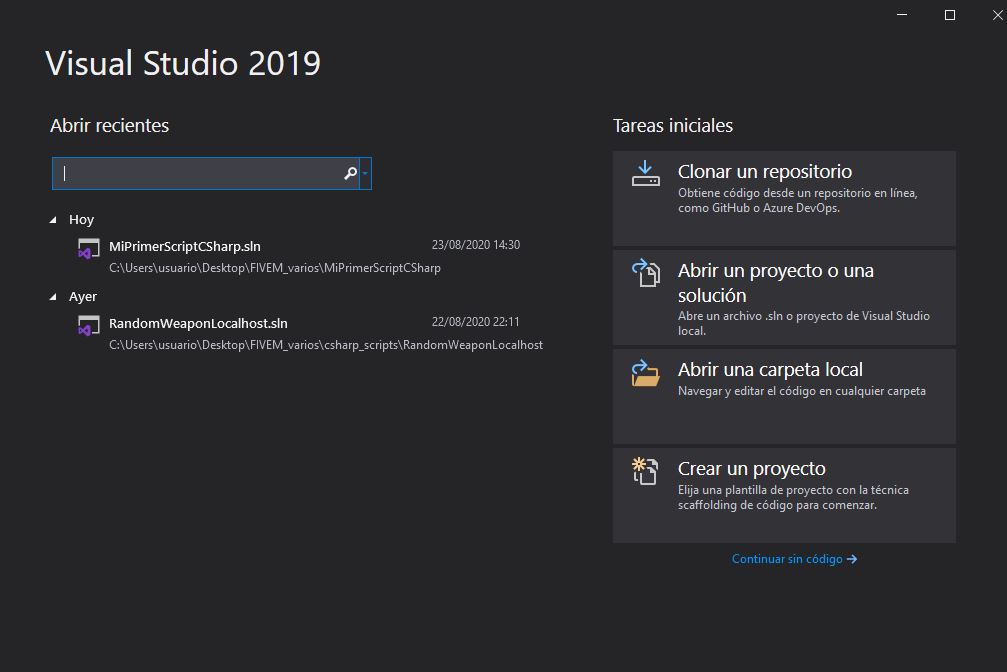 Visual Studio 2019
Abrir recientes
Hoy
MiPrimerScriptCSharp.sln 23/08/2020 14:30
C:\Users\usuario\Desktop\FIVEM_varios\MiPrimerScriptCSharp
Ayer
RandomWeaponLocalhost.sln 22/08/2020 22:11
C:\Users\usuario\Desktop\FIVEM_varios\csharp_scripts\RandomWeaponLocalhost
Tareas iniciales
Clonar un repositorio
Obtiene código desde un repositorio en línea,
como GitHub o Azure DevOps.
Abrir un proyecto o una
solución
Abre un archivo .sln o proyecto de Visual Studio
local.
Abrir una carpeta local
Navegar y editar el código en cualquier carpeta
Crear un proyecto
Elija una plantilla de proyecto con la técnica
scaffolding de código para comenzar.
Continuar sin código →